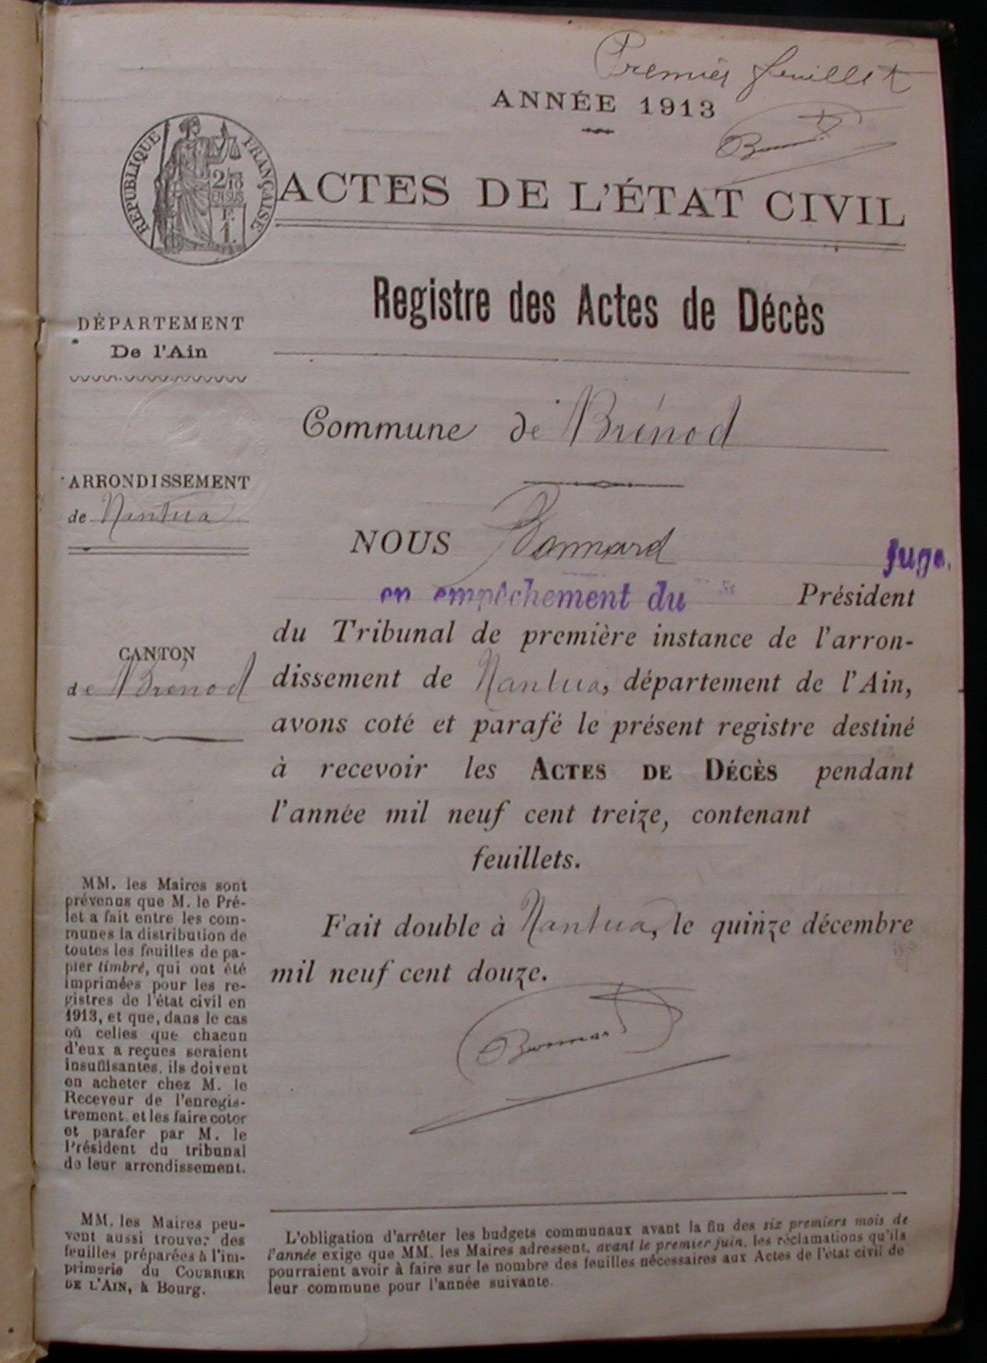 Premier feuillet
ANNÉE 1913
RÉPUBLIQUE FRANÇAISE
2/10
EN SUS
1F.
ACTES DE L'ÉTAT CIVIL
Registre des Actes de Décès
DÉPARTEMENT
De l'Ain
Commune de Brénod
ARRONDISSEMENT
de Nantua
CANTON
de Brénod
NOUS Bonnard Juge,
en empêchement du Président
du Tribunal de première instance de l'arron-
dissement de Nantua, département de l'Ain,
avons coté et parafé le présent registre destiné
à recevoir les ACTES DE DÉCÈS pendant
l'année mil neuf cent treize, contenant
feuillets.
Fait double à Nantua, le quinze décembre
mil neuf cent douze.
Bonnard
MM. les Maires sont
prévenus que M. le Pré-
fet a fait entre les com-
munes la distribution de
toutes les feuilles de pa-
pier timbré, qui ont été
imprimées pour les re-
gistres de l'état civil en
1913, et que, dans le cas
où celles que chacun
d'eux a reçues seraient
insuffisantes, ils doivent
en acheter chez M. le
Receveur de l'enregis-
trement, et les faire coter
et parafer par M. le
Président du tribunal
de leur arrondissement.
MM. les Maires peu-
vent aussi trouver des
feuilles préparées à l'im-
primerie du COURRIER
DE L'AIN, à Bourg.
L'obligation d'arrêter les budgets communaux avant la fin des six premiers mois de
l'année exige que MM. les Maires adressent, avant le premier juin, les réclamations qu'ils
pourraient avoir à faire sur le nombre des feuilles nécessaires aux Actes de l'état civil de
leur commune pour l'année suivante.